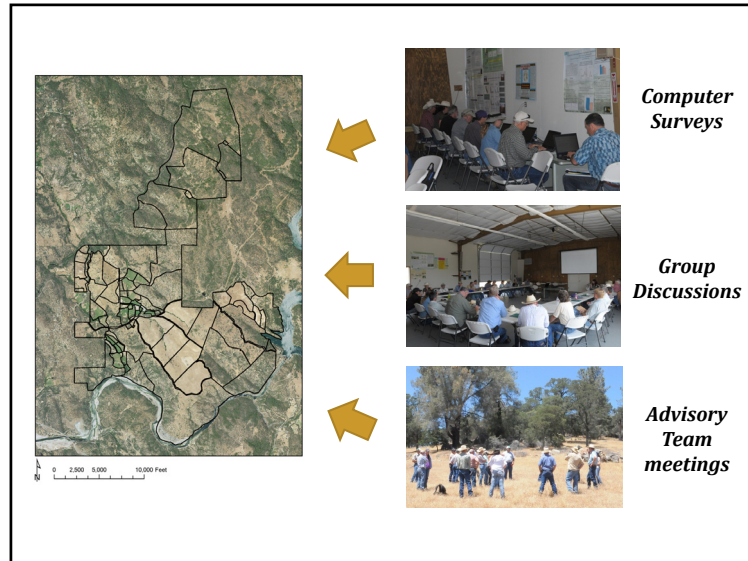 Computer
Surveys
Group
Discussions
Advisory
Team
meetings
N
0 2,500 5,000 10,000 Feet